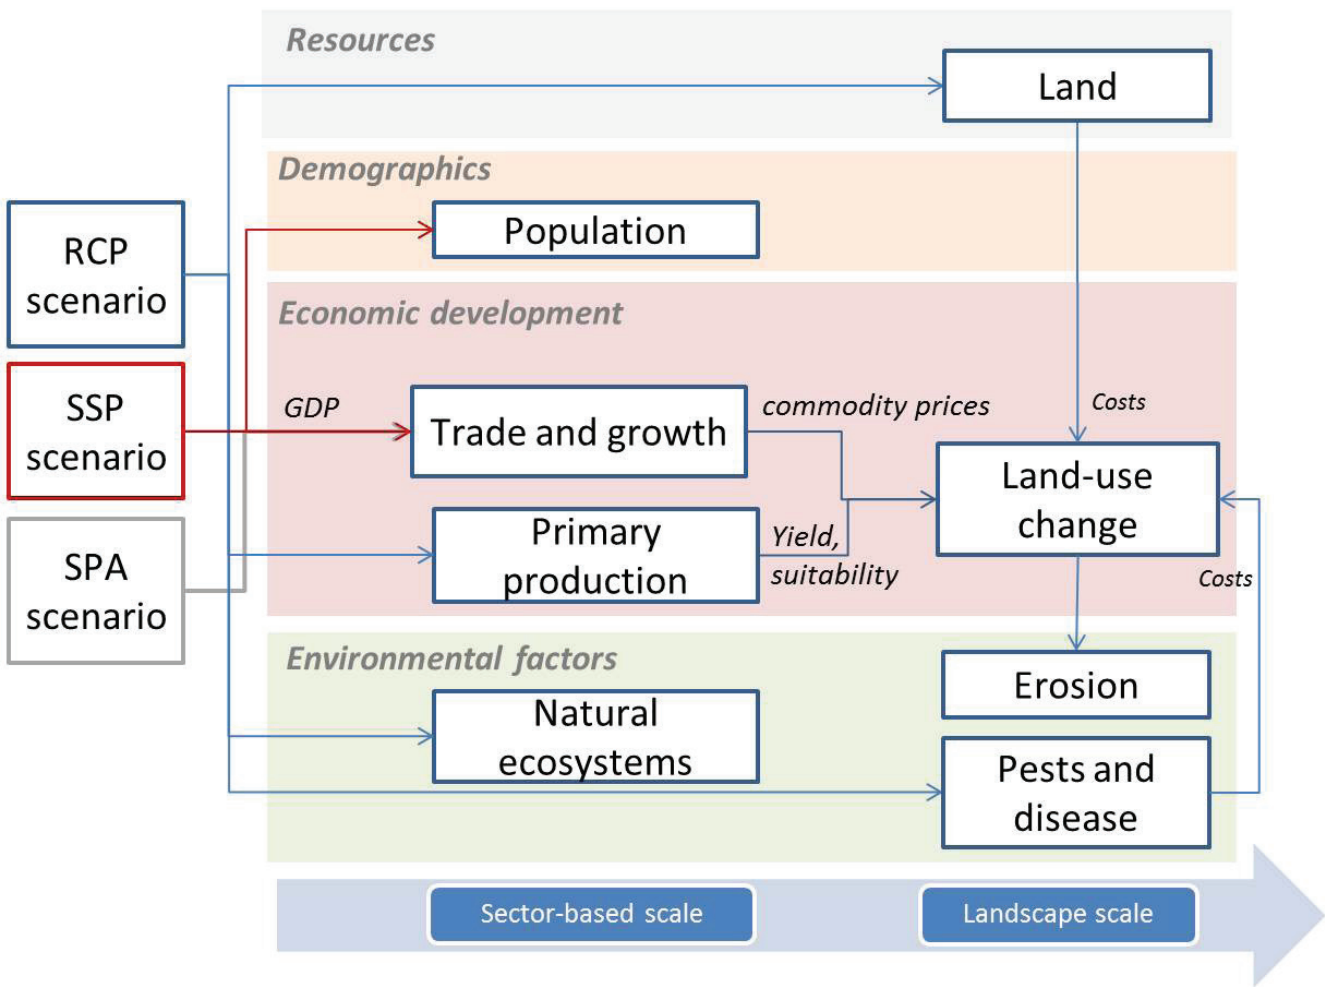 Resources
Land
Demographics
Population
RCP
scenario
Economic development
SSP
scenario
GDP
Trade and growth
commodity prices
Costs
Land-use
change
Primary
production
Yield,
suitability
SPA
scenario
Costs
Environmental factors
Erosion
Natural
ecosystems
Pests and
disease
Sector-based scale
Landscape scale